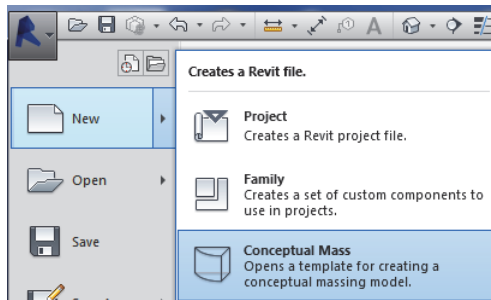 Creates a Revit file.
New
Project
Creates a Revit project file.
Open
Family
Creates a set of custom components to
use in projects.
Save
Conceptual Mass
Opens a template for creating a
conceptual massing model.